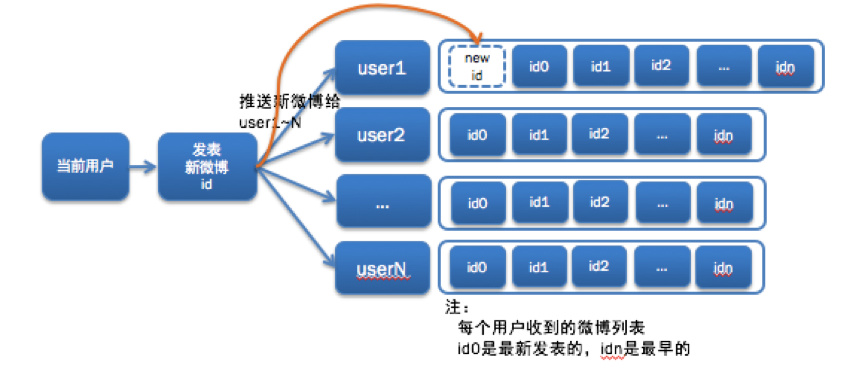 new
id
id0
id1
id2
...
idn
user1
推送新微博给
user1~N
user2
id0
id1
id2
...
idn
当前用户
发表
新微博
id
...
id0
id1
id2
...
idn
userN
id0
id1
id2
...
idn
注：
每个用户收到的微博列表
id0是最新发表的，idn是最早的